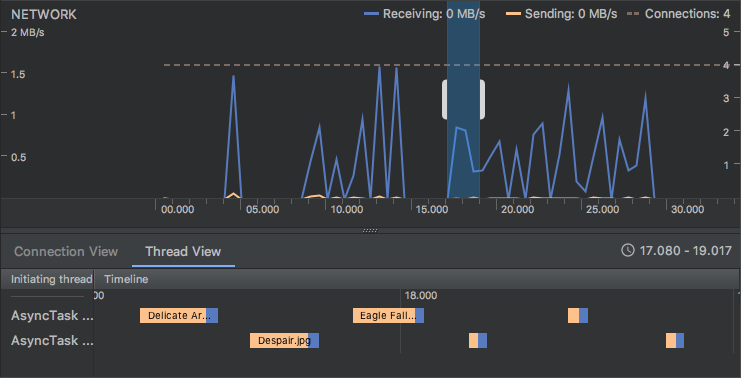 NETWORK
Receiving: 0 MB/s
Sending: 0 MB/s
Connections: 4
2 MB/s
5
1.5
4
1
3
2
0.5
1
00.000
05.000
10.000
15.000
20.000
25.000
30.000
Connection View
Thread View
17.080 - 19.017
Initiating thread
Timeline
00
18.000
AsyncTask ...
Delicate Ar...
Eagle Fall...
AsyncTask ...
Despair.jpg